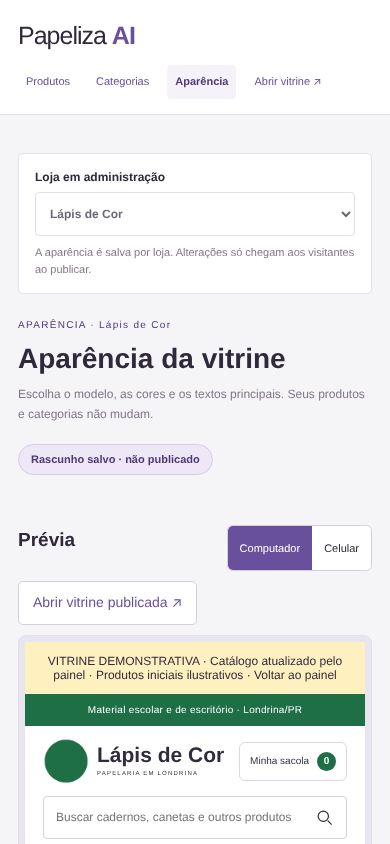 Papeliza AI
Produtos
Categorias
Aparência
Abrir vitrine ↗
Loja em administração
Lápis de Cor
A aparência é salva por loja. Alterações só chegam aos visitantes
ao publicar.
APARÊNCIA · Lápis de Cor
Aparência da vitrine
Escolha o modelo, as cores e os textos principais. Seus produtos
e categorias não mudam.
Rascunho salvo · não publicado
Prévia
Computador
Celular
Abrir vitrine publicada ↗
VITRINE DEMONSTRATIVA · Catálogo atualizado pelo
painel · Produtos iniciais ilustrativos · Voltar ao painel
Material escolar e de escritório · Londrina/PR
Lápis de Cor
PAPELARIA EM LONDRINA
Minha sacola 0
Buscar cadernos, canetas e outros produtos